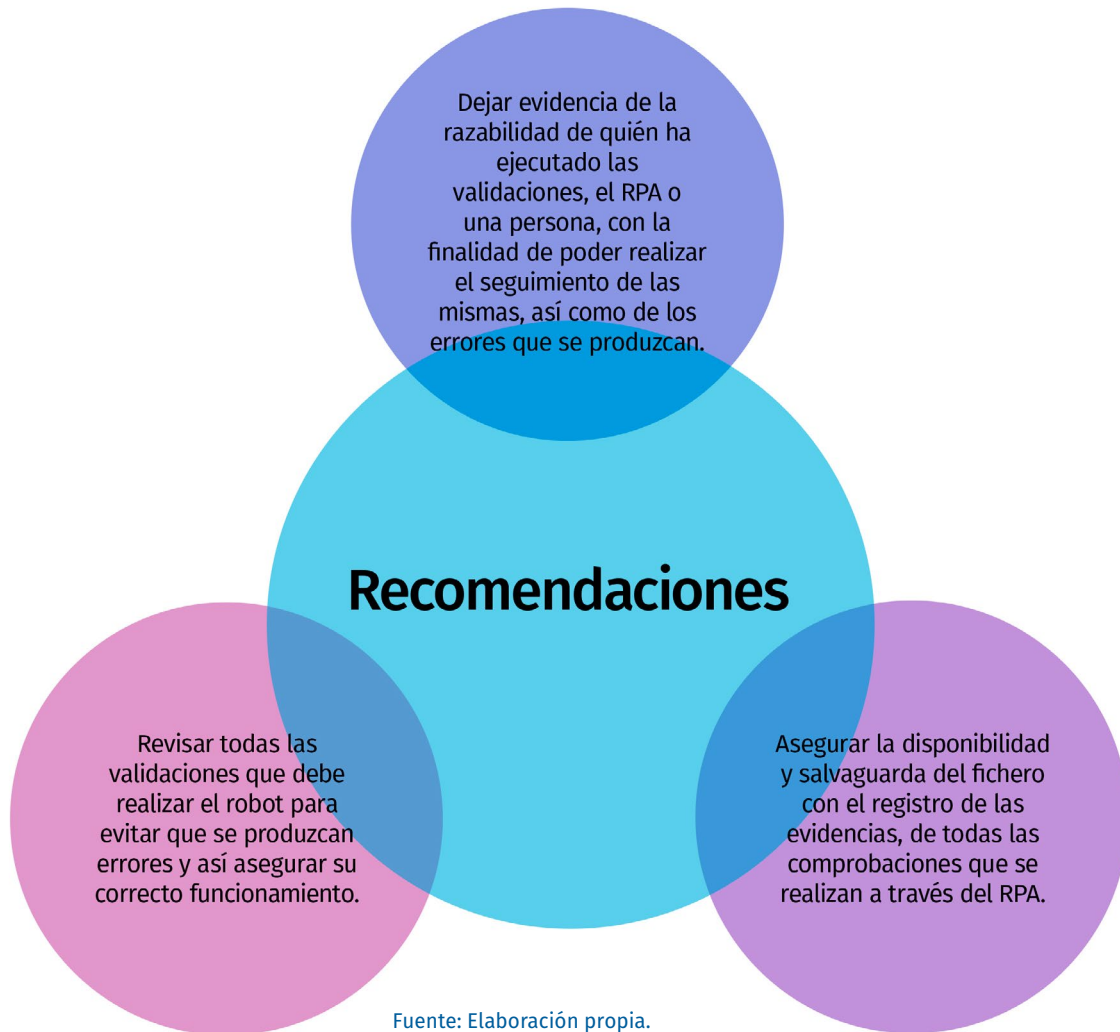 Dejar evidencia de la
razabilidad de quién ha
ejecutado las
validaciones, el RPA o
una persona, con la
finalidad de poder realizar
el seguimiento de las
mismas, así como de los
errores que se produzcan.
Recomendaciones
Revisar todas las
validaciones que debe
realizar el robot para
evitar que se produzcan
errores y así asegurar su
correcto funcionamiento.
Asegurar la disponibilidad
y salvaguarda del fichero
con el registro de las
evidencias, de todas las
comprobaciones que se
realizan a través del RPA.
Fuente: Elaboración propia.